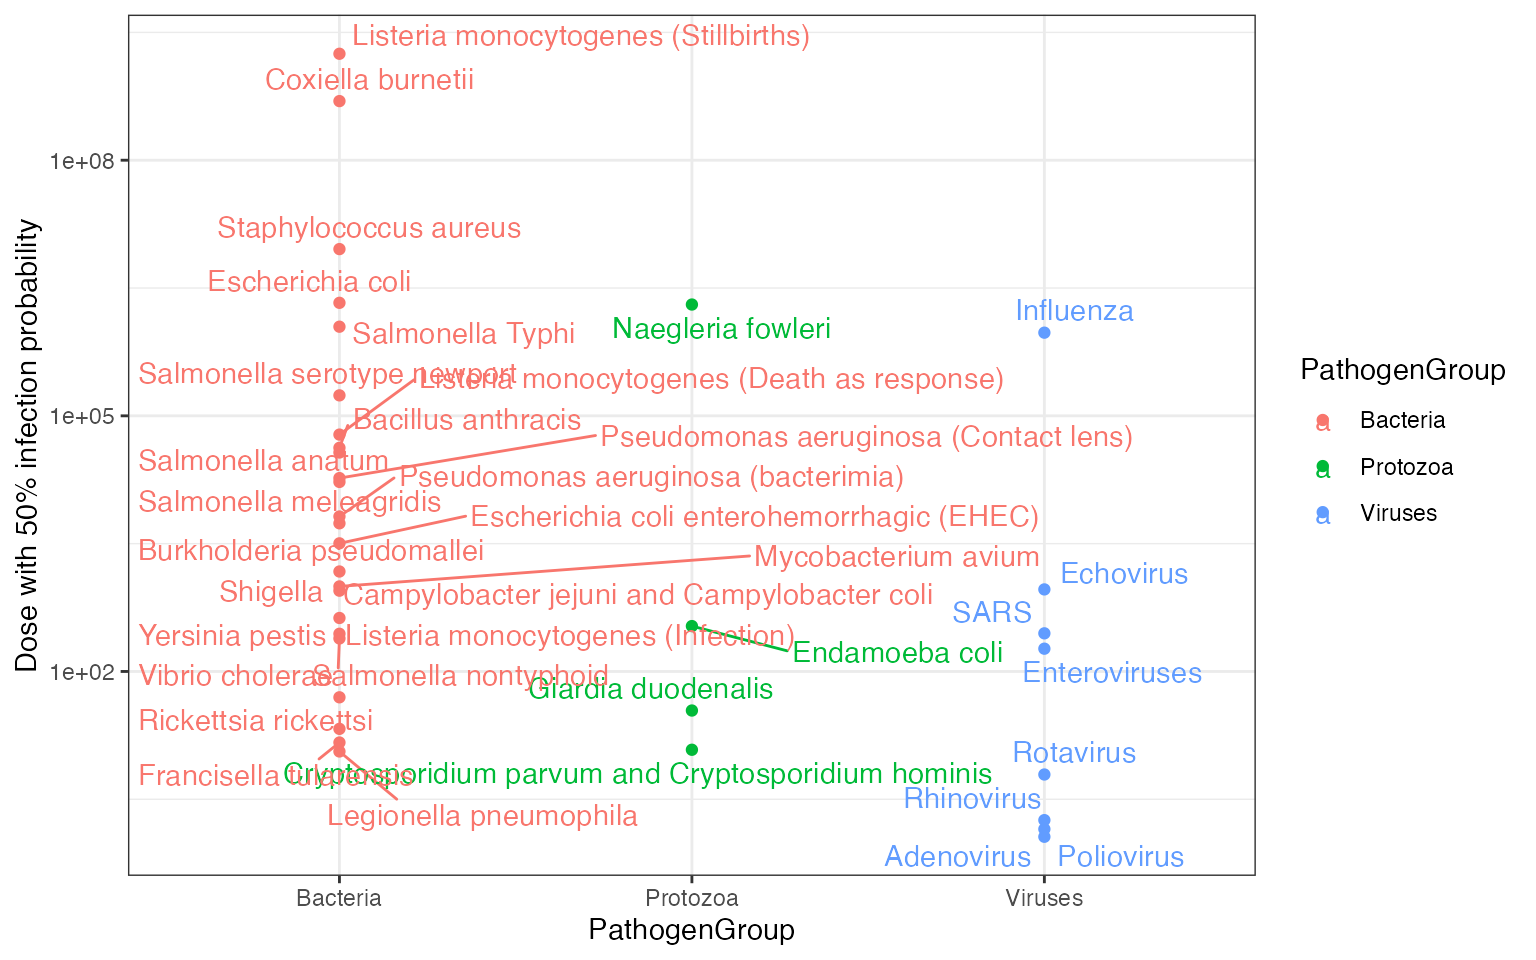 Listeria monocytogenes (Stillbirths)
Coxiella burnetii
1e+08
Staphylococcus aureus
Escherichia coli
Influenza
Naegleria fowleri
Salmonella Typhi
Salmonella serotype newport
Listeria monocytogenes (Death as response)
1e+05
Bacillus anthracis
Pseudomonas aeruginosa (Contact lens)
Salmonella anatum
Pseudomonas aeruginosa (bacterimia)
Salmonella meleagridis
Escherichia coli enterohemorrhagic (EHEC)
Burkholderia pseudomallei
Mycobacterium avium
Echovirus
Shigella
Campylobacter jejuni and Campylobacter coli
SARS
Yersinia pestis
Listeria monocytogenes (Infection)
Endamoeba coli
1e+02
Vibrio cholerae
Salmonella nontyphoid
Enteroviruses
Giardia duodenalis
Rickettsia rickettsi
Rotavirus
Francisella tularensis
Cryptosporidium parvum and Cryptosporidium hominis
Rhinovirus
Legionella pneumophila
Adenovirus
Poliovirus
Bacteria
Protozoa
Viruses
PathogenGroup
Dose with 50% infection probability
PathogenGroup
a Bacteria
a Protozoa
a Viruses